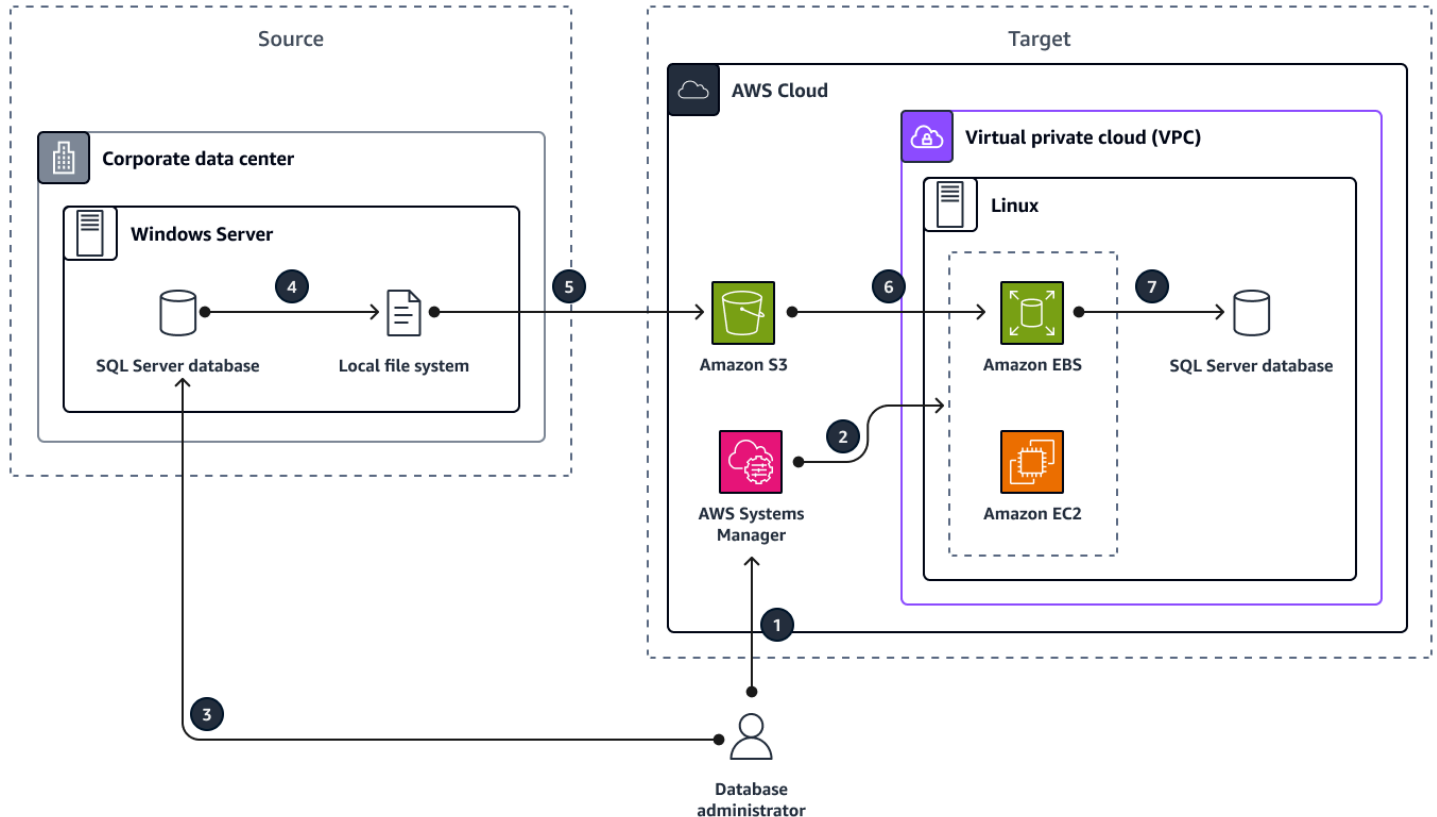 Source
Target
AWS Cloud
Virtual private cloud (VPC)
Corporate data center
Linux
Windows Server
4
5
6
7
SQL Server database
Local file system
Amazon S3
Amazon EBS
SQL Server database
2
AWS Systems
Manager
Amazon EC2
1
3
Database
administrator